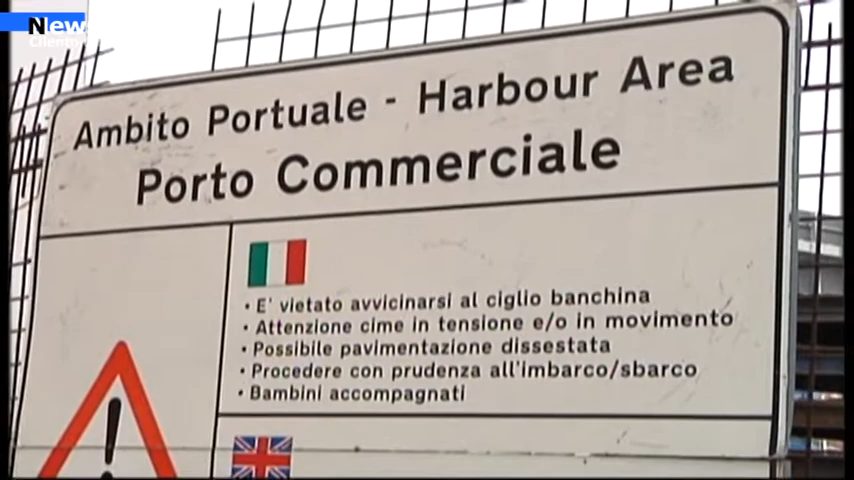 News
Ambito Portuale - Harbour Area
Porto Commerciale
• E' vietato avvicinarsi al ciglio banchina
• Attenzione cime in tensione e/o in movimento
• Possibile pavimentazione dissestata
• Procedere con prudenza all'imbarco/sbarco
• Bambini accompagnati